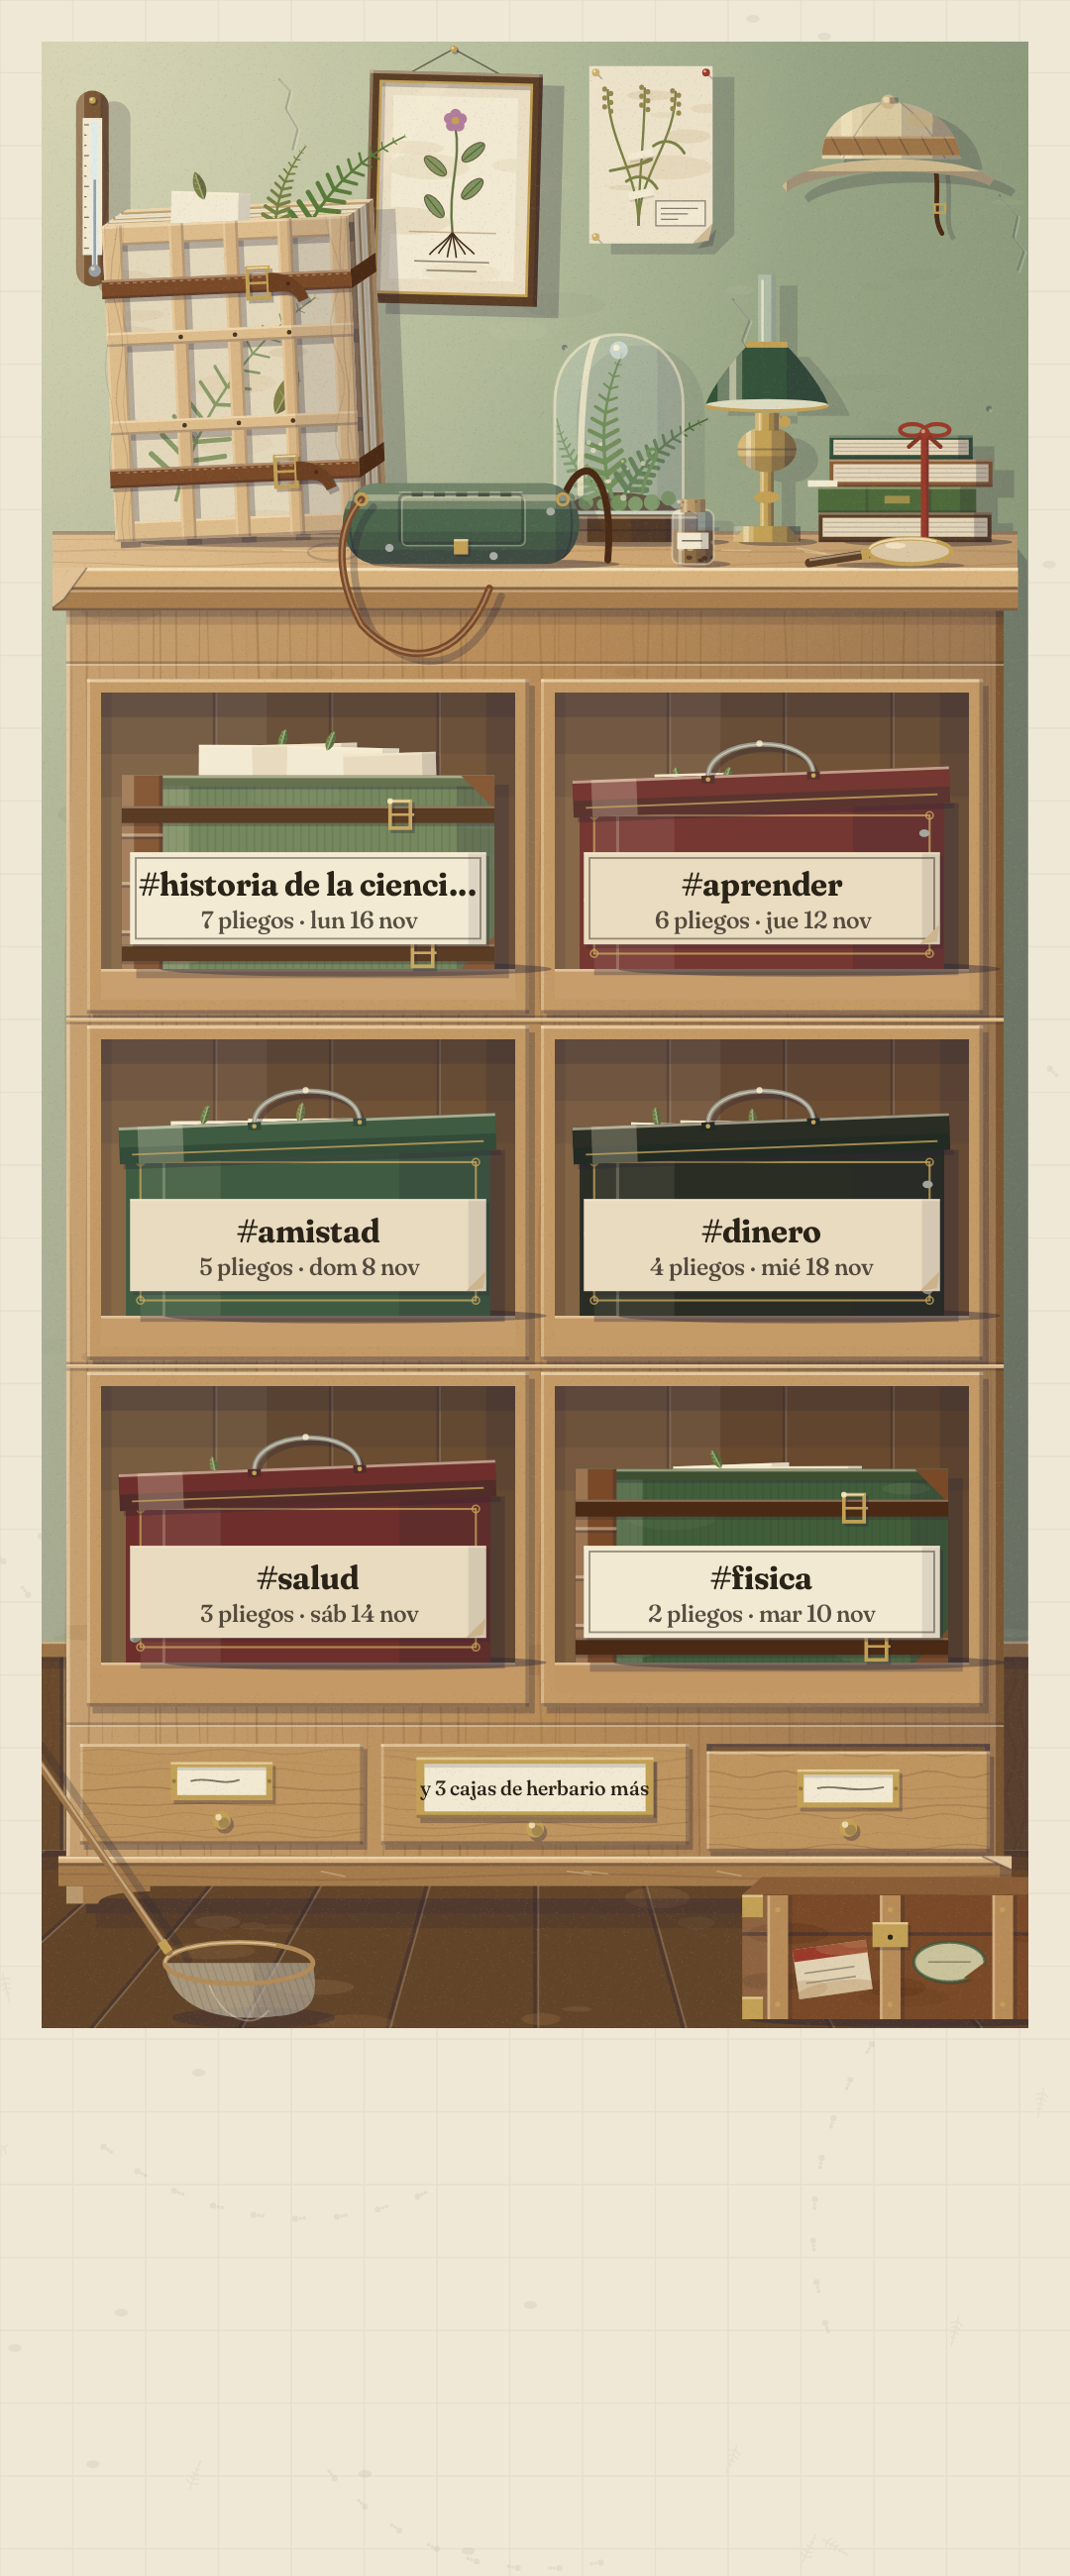 #historia de la cienci...
7 pliegos · lun 16 nov
#aprender
6 pliegos · jue 12 nov
#amistad
5 pliegos · dom 8 nov
#dinero
4 pliegos · mié 18 nov
#salud
3 pliegos · sáb 14 nov
#fisica
2 pliegos · mar 10 nov
y 3 cajas de herbario más